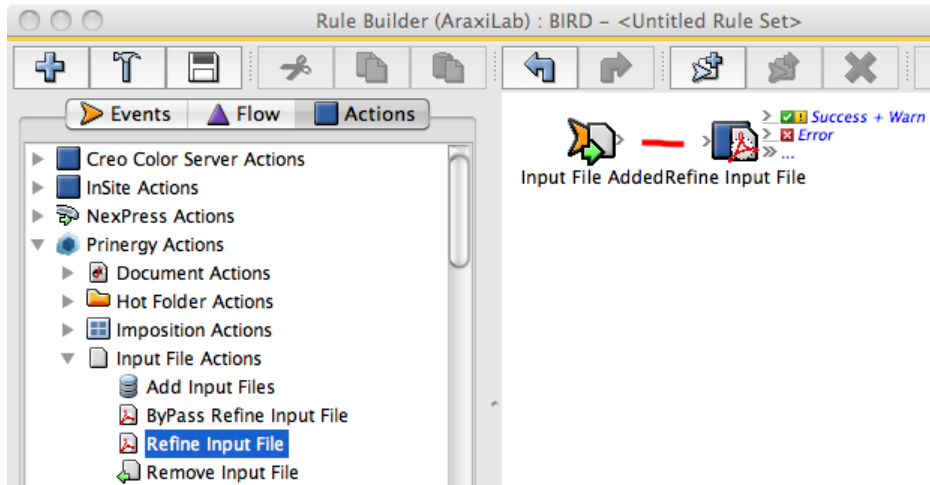 Rule Builder (AraxiLab) : BIRD – <Untitled Rule Set>
Events Flow Actions
Creo Color Server Actions
InSite Actions
NexPress Actions
Prinergy Actions
Document Actions
Hot Folder Actions
Imposition Actions
Input File Actions
Add Input Files
ByPass Refine Input File
Refine Input File
Remove Input File
Success + Warn
Error
...
Input File Added
Refine Input File